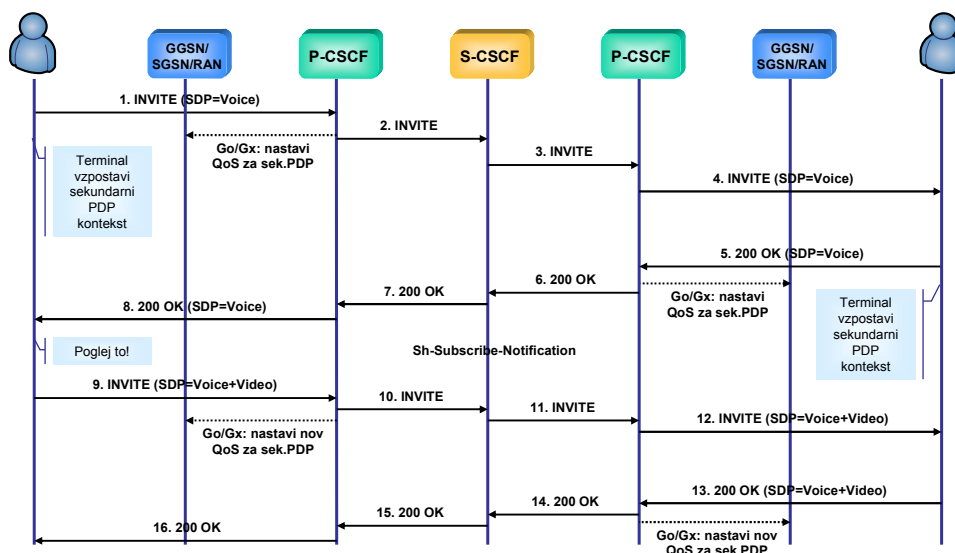 GGSN/
SGSN/RAN
P-CSCF
S-CSCF
P-CSCF
GGSN/
SGSN/RAN
1. INVITE (SDP=Voice)
2. INVITE
Go/Gx: nastavi
QoS za sek.PDP
3. INVITE
Terminal
vzpostavi
sekundarni
PDP
kontekst
4. INVITE (SDP=Voice)
5. 200 OK (SDP=Voice)
6. 200 OK
7. 200 OK
Go/Gx: nastavi
QoS za sek.PDP
8. 200 OK (SDP=Voice)
Terminal
vzpostavi
sekundarni
PDP
kontekst
Poglej to!
Sh-Subscribe-Notification
9. INVITE (SDP=Voice+Video)
10. INVITE
11. INVITE
12. INVITE (SDP=Voice+Video)
Go/Gx: nastavi nov
QoS za sek.PDP
13. 200 OK (SDP=Voice+Video)
14. 200 OK
15. 200 OK
16. 200 OK
Go/Gx: nastavi nov
QoS za sek.PDP